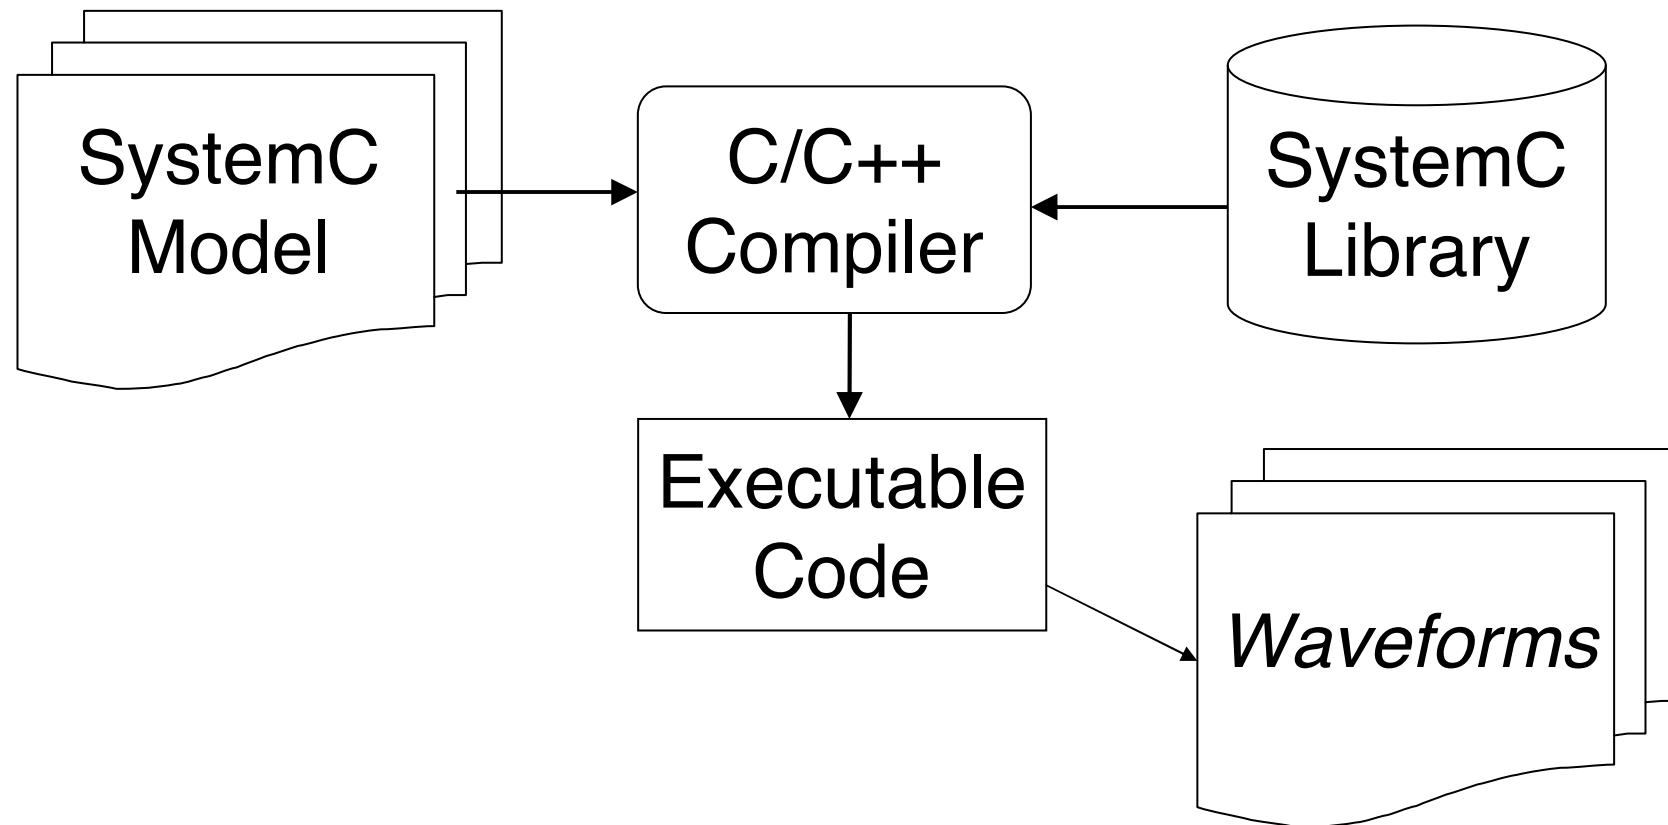 SystemC
Model
C/C++
Compiler
SystemC
Library
Executable
Code
Waveforms